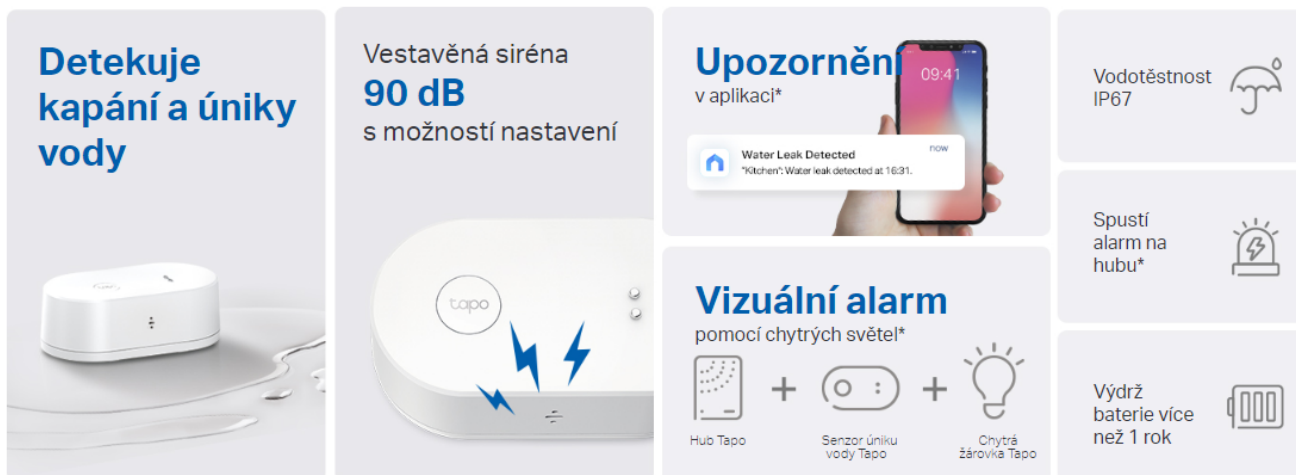 Detekuje
kapání a úniky
vody
Vestavěná siréna
90 dB
s možností nastavení
tapo
Upozornění
v aplikaci*
09:41
Water Leak Detected
now
"Kitchen": Water leak detected at 16:31.
Vizuální alarm
pomocí chytrých světel*
Hub Tapo
Senzor úniku
vody Tapo
Chytrá
žárovka Tapo
Vodotěstnost
IP67
Spustí
alarm na
hubu*
Výdrž
baterie více
než 1 rok